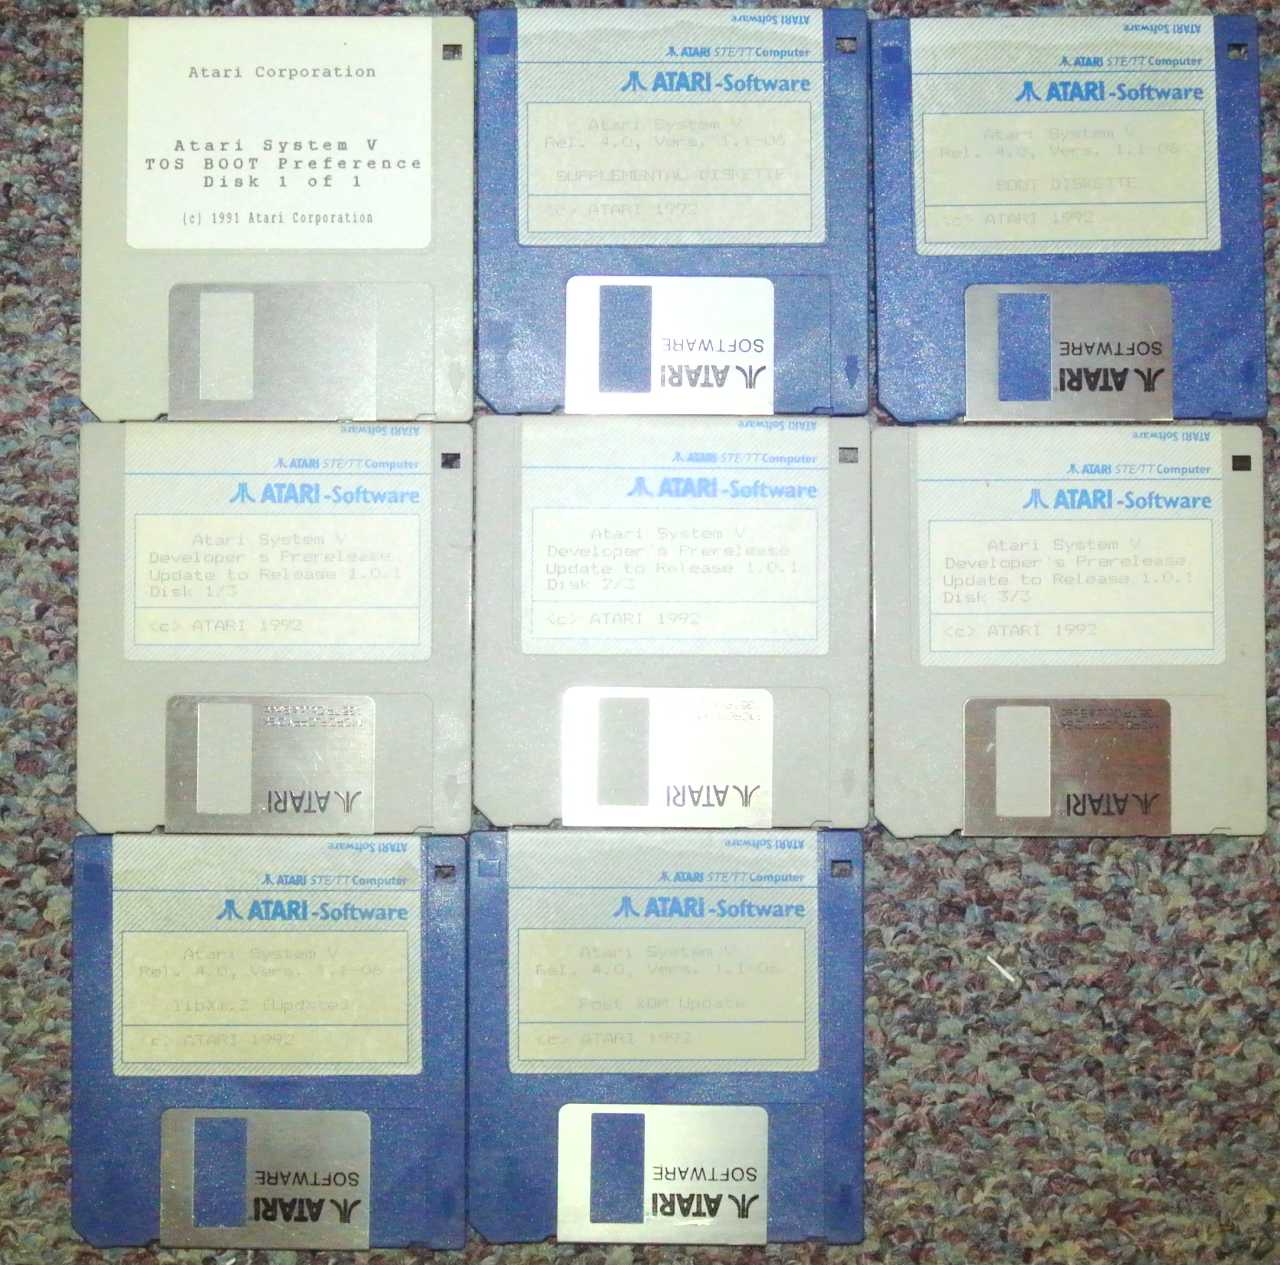 Atari Corporation
Atari System V
TOS BOOT Preference
Disk 1 of 1
(c) 1991 Atari Corporation
ATARI Software
ATARI STE/TT Computer
ATARI-Software
Atari System V
Rel. 4.0, Vers. 1.1-06
SUPPLEMENTAL DISKETTE
<c> ATARI 1992
SOFTWARE
ATARI
ATARI Software
ATARI STE/TT Computer
ATARI-Software
Atari System V
Rel. 4.0, Vers. 1.1-06
BOOT DISKETTE
<c> ATARI 1992
SOFTWARE
ATARI
ATARI Software
ATARI STE/TT Computer
ATARI-Software
Atari System V
Developer's Prerelease
Update to Release 1.0.1
Disk 1/3
<c> ATARI 1992
ATARI
ATARI Software
ATARI STE/TT Computer
ATARI-Software
Atari System V
Developer's Prerelease
Update to Release 1.0.1
Disk 2/3
<c> ATARI 1992
ATARI
ATARI Software
ATARI STE/TT Computer
ATARI-Software
Atari System V
Developer's Prerelease
Update to Release 1.0.1
Disk 3/3
<c> ATARI 1992
ATARI
ATARI Software
ATARI STE/TT Computer
ATARI-Software
Atari System V
Rel. 4.0, Vers. 1.1-06
(Update)
<c> ATARI 1992
SOFTWARE
ATARI
ATARI Software
ATARI STE/TT Computer
ATARI-Software
Atari System V
Rel. 4.0, Vers. 1.1-06
Post XDM Update
<c> ATARI 1992
SOFTWARE
ATARI